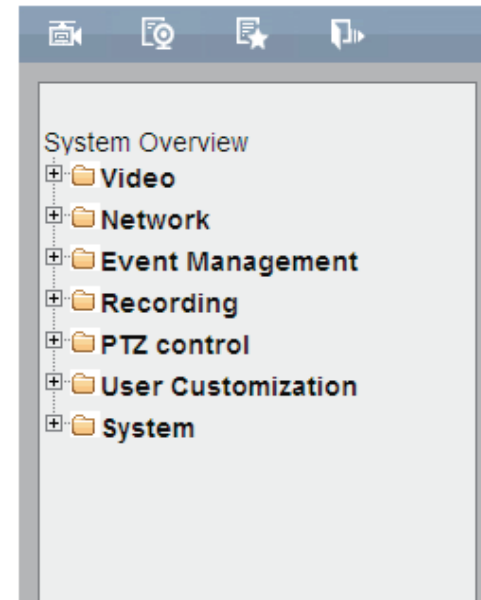 System Overview
Video
Network
Event Management
Recording
PTZ control
User Customization
System